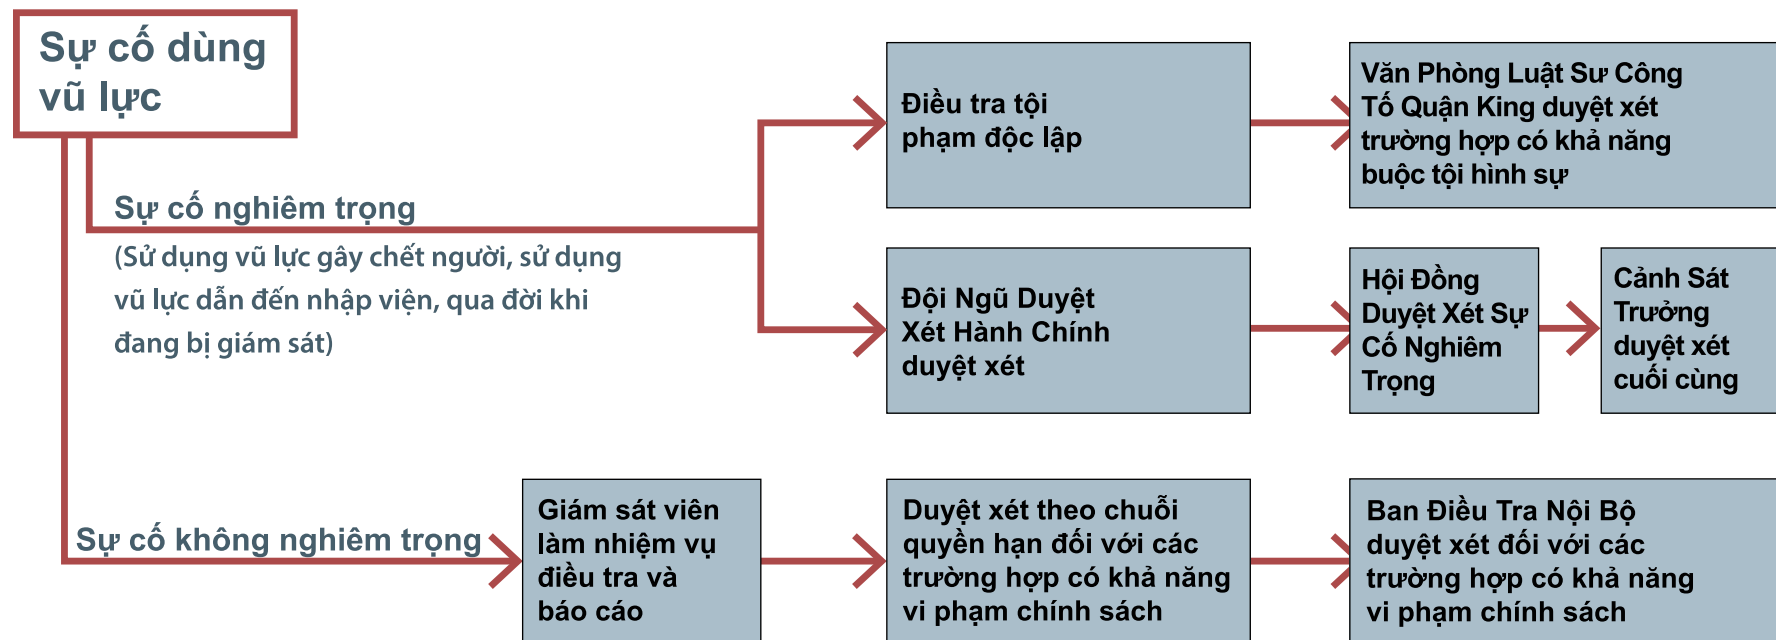 Sự cố dùng
vũ lực
Sự cố nghiêm trọng
(Sử dụng vũ lực gây chết người, sử dụng
vũ lực dẫn đến nhập viện, qua đời khi
đang bị giám sát)
Điều tra tội
phạm độc lập
Văn Phòng Luật Sư Công
Tố Quận King duyệt xét
trường hợp có khả năng
buộc tội hình sự
Đội Ngũ Duyệt
Xét Hành Chính
duyệt xét
Hội Đồng
Duyệt Xét Sự
Cố Nghiêm
Trọng
Cảnh Sát
Trưởng
duyệt xét
cuối cùng
Sự cố không nghiêm trọng
Giám sát viên
làm nhiệm vụ
điều tra và
báo cáo
Duyệt xét theo chuỗi
quyền hạn đối với các
trường hợp có khả năng
vi phạm chính sách
Ban Điều Tra Nội Bộ
duyệt xét đối với các
trường hợp có khả năng
vi phạm chính sách